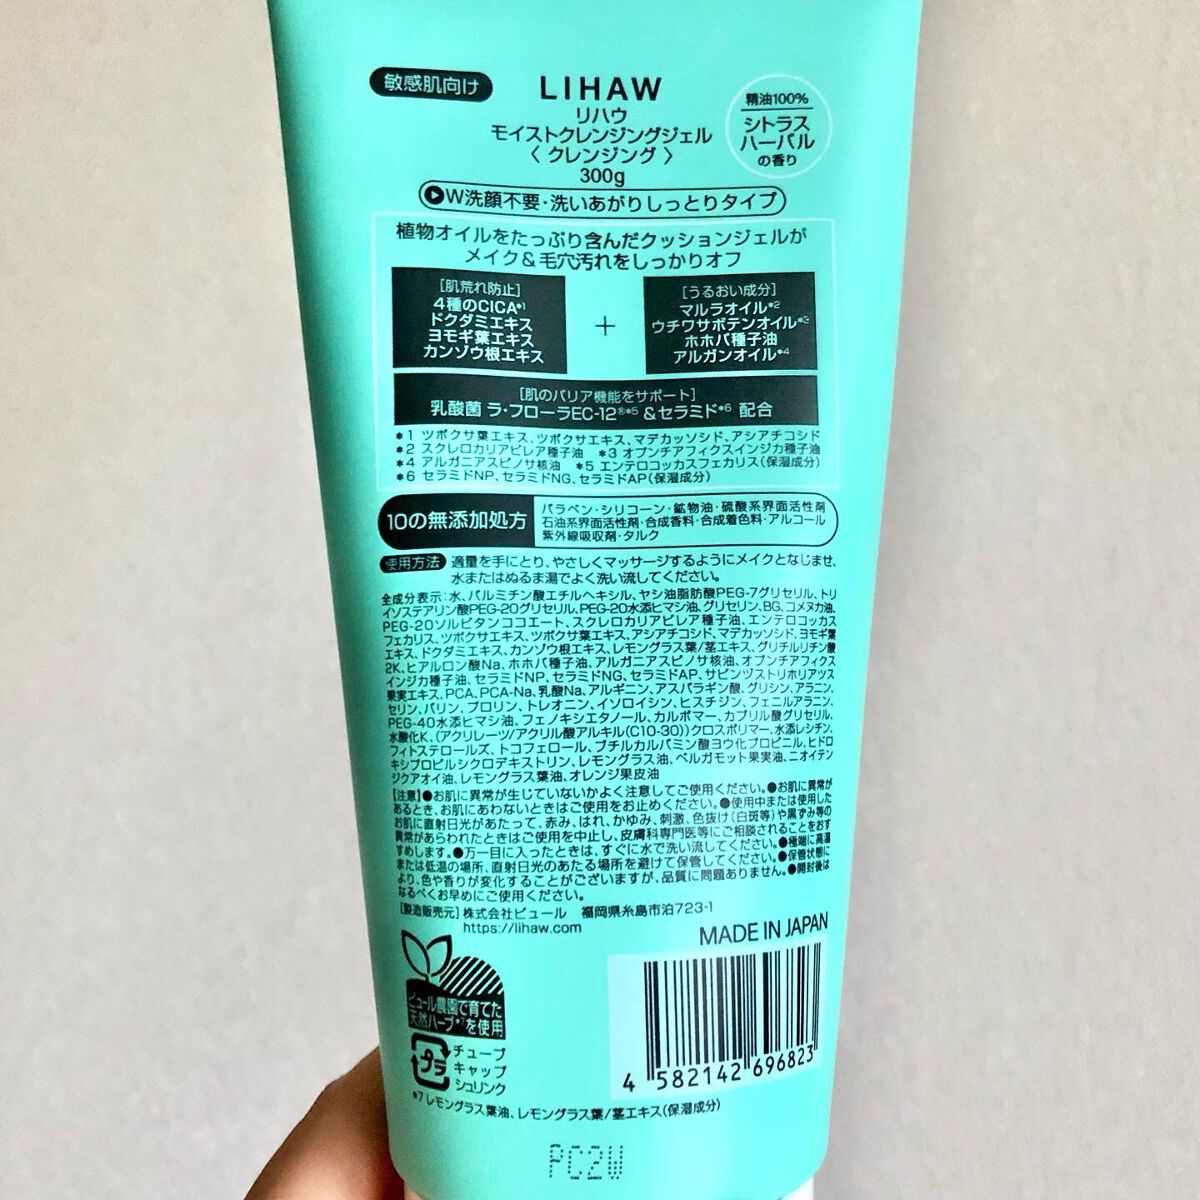 敏感肌向け
LIHAW
リハウ
モイストクレンジングジェル
〈 クレンジング 〉
300g
精油100%
シトラス
ハーバル
の香り
W洗顔不要・洗いあがりしっとりタイプ
植物オイルをたっぷり含んだクッションジェルが
メイク&毛穴汚れをしっかりオフ
[肌荒れ防止]
4種のCICA*1
ドクダミエキス
ヨモギ葉エキス
カンゾウ根エキス
+
[うるおい成分]
マルラオイル*2
ウチワサボテンオイル*3
ホホバ種子油
アルガンオイル*4
[肌のバリア機能をサポート]
乳酸菌 ラ・フローラEC-12®*5 &セラミド*6 配合
*1 ツボクサ葉エキス、ツボクサエキス、マデカッソシド、アシアチコシド
*2 スクレロカリアビレア種子油 *3 オプンチアフィクスインジカ種子油
*4 アルガニアスピノサ核油 *5 エンテロコッカスフェカリス(保湿成分)
*6 セラミドNP、セラミドNG、セラミドAP(保湿成分)
10の無添加処方
パラベン・シリコーン・鉱物油・硫酸系界面活性剤
石油系界面活性剤・合成香料・合成着色料・アルコール
紫外線吸収剤・タルク
使用方法 適量を手にとり、やさしくマッサージするようにメイクとなじませ、
水またはぬるま湯でよく洗い流してください。
全成分表示:水、パルミチン酸エチルヘキシル、ヤシ油脂肪酸PEG-7グリセリル、トリ
イソステアリン酸PEG-20グリセリル、PEG-20水添ヒマシ油、グリセリン、BG、コメヌカ油、
PEG-20ソルビタンココエート、スクレロカリアビレア種子油、エンテロコッカス
フェカリス、ツボクサエキス、ツボクサ葉エキス、アシアチコシド、マデカッソシド、ヨモギ葉
エキス、ドクダミエキス、カンゾウ根エキス、レモングラス葉/茎エキス、グリチルリチン酸
2K、ヒアルロン酸Na、ホホバ種子油、アルガニアスピノサ核油、オプンチアフィクス
インジカ種子油、セラミドNP、セラミドNG、セラミドAP、サピンヅストリホリアッス
果実エキス、PCA、PCA-Na、乳酸Na、アルギニン、アスパラギン酸、グリシン、アラニン、
セリン、バリン、プロリン、トレオニン、イソロイシン、ヒスチジン、フェニルアラニン、
PEG-40水添ヒマシ油、フェノキシエタノール、カルボマー、カプリル酸グリセリル、
水酸化K、(アクリレーツ/アクリル酸アルキル(C10-30))クロスポリマー、水添レシチン、
フィトステロールズ、トコフェロール、ブチルカルバミン酸ヨウ化プロピニル、ヒドロ
キシプロピルシクロデキストリン、レモングラス油、ベルガモット果実油、ニオイテン
ジクアオイ油、レモングラス葉油、オレンジ果皮油
【注意】●お肌に異常が生じていないかよく注意してご使用ください。●お肌に異常が
あるとき、お肌にあわないときはご使用をお止めください。●使用中または使用した
お肌に直射日光があたって、赤み、はれ、かゆみ、刺激、色抜け(白斑等)や黒ずみ等の
異常があらわれたときはご使用を中止し、皮膚科専門医等にご相談されることをおす
すめします。●万一目に入ったときは、すぐに水で洗い流してください。●極端に高温
または低温の場所、直射日光のあたる場所を避けて保管してください。●保管状態に
より、色や香りが変化することがございますが、品質に問題ありません。●開封後は
なるべくお早めにご使用ください。
[製造販売元] 株式会社ピュール 福岡県糸島市泊723-1
https://lihaw.com
MADE IN JAPAN
ピュール農園で育てた
天然ハーブ*7を使用
プラ
チューブ
キャップ
シュリンク
4 582142 696823
*7 レモングラス葉油、レモングラス葉/茎エキス(保湿成分)
PC2W